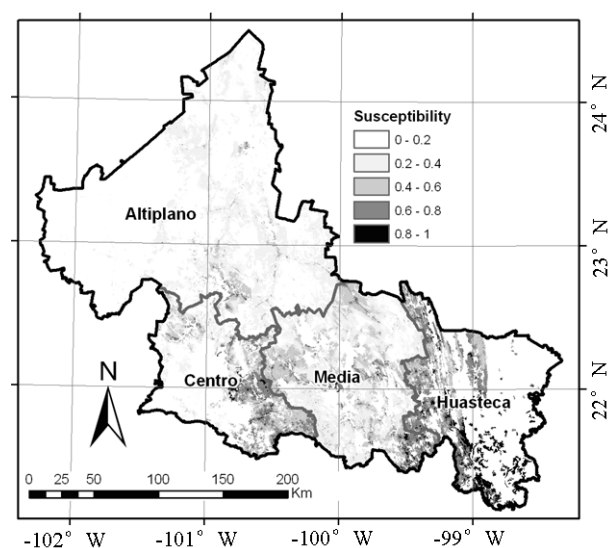 24° N
Susceptibility
0 - 0.2
0.2 - 0.4
0.4 - 0.6
0.6 - 0.8
0.8 - 1
Altiplano
23° N
N
Centro
Media
Huasteca
22° N
0 25 50 100 150 200
Km
-102° W -101° W -100° W -99° W